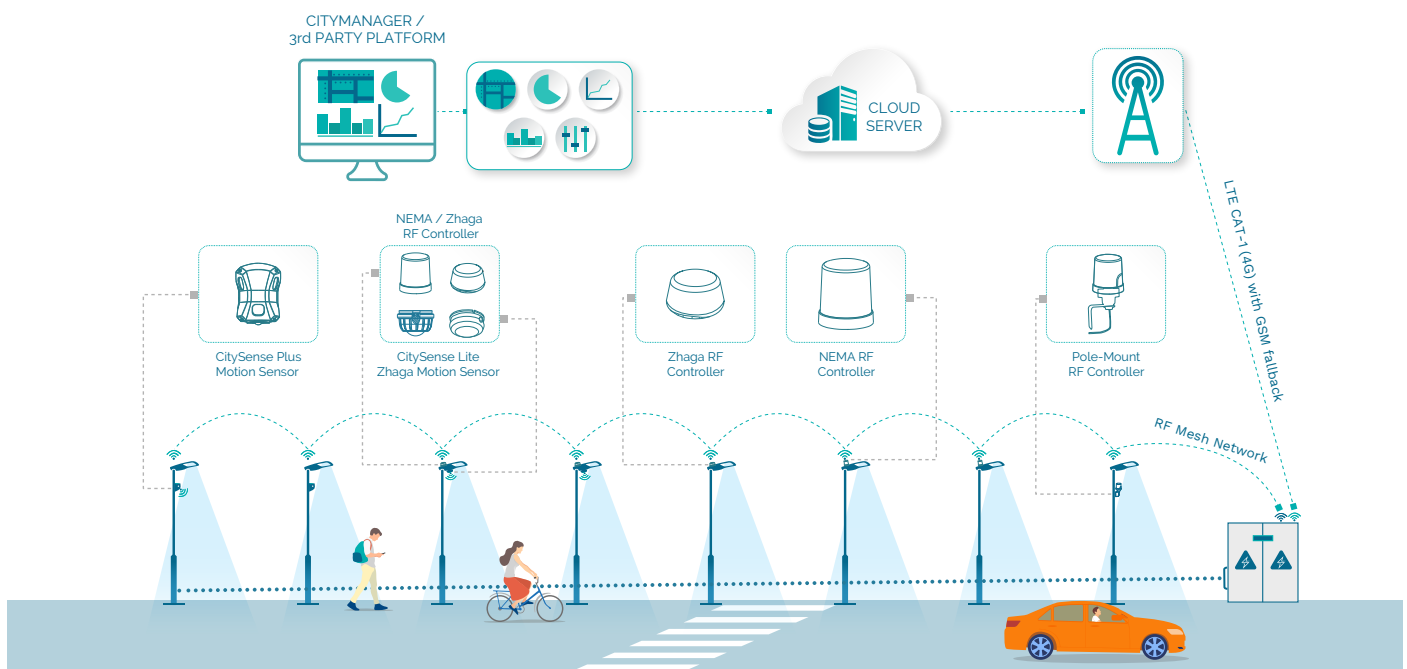 CITYMANAGER /
3rd PARTY PLATFORM
CLOUD
SERVER
LTE CAT-1 (4G) with GSM fallback
NEMA / Zhaga
RF Controller
CitySense Plus
Motion Sensor
CitySense Lite
Zhaga Motion Sensor
Zhaga RF
Controller
NEMA RF
Controller
Pole-Mount
RF Controller
RF Mesh Network